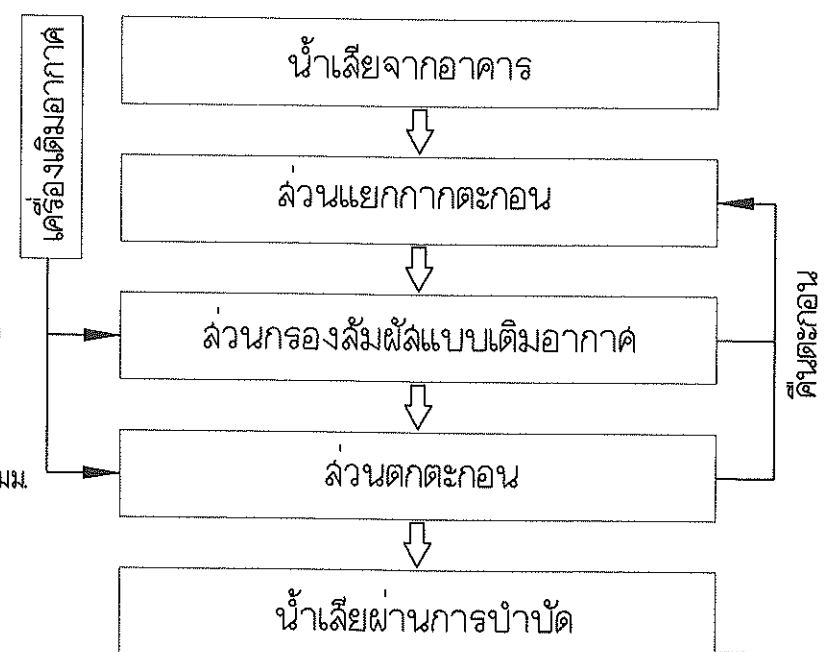 เครื่องเติมอากาศ
น้ำเสียจากอาคาร
ส่วนแยกกากตะกอน
ส่วนกรองสัมผัสแบบเติมอากาศ
ส่วนตกตะกอน
น้ำเสียผ่านการบำบัด
คืนตะกอน
มม.